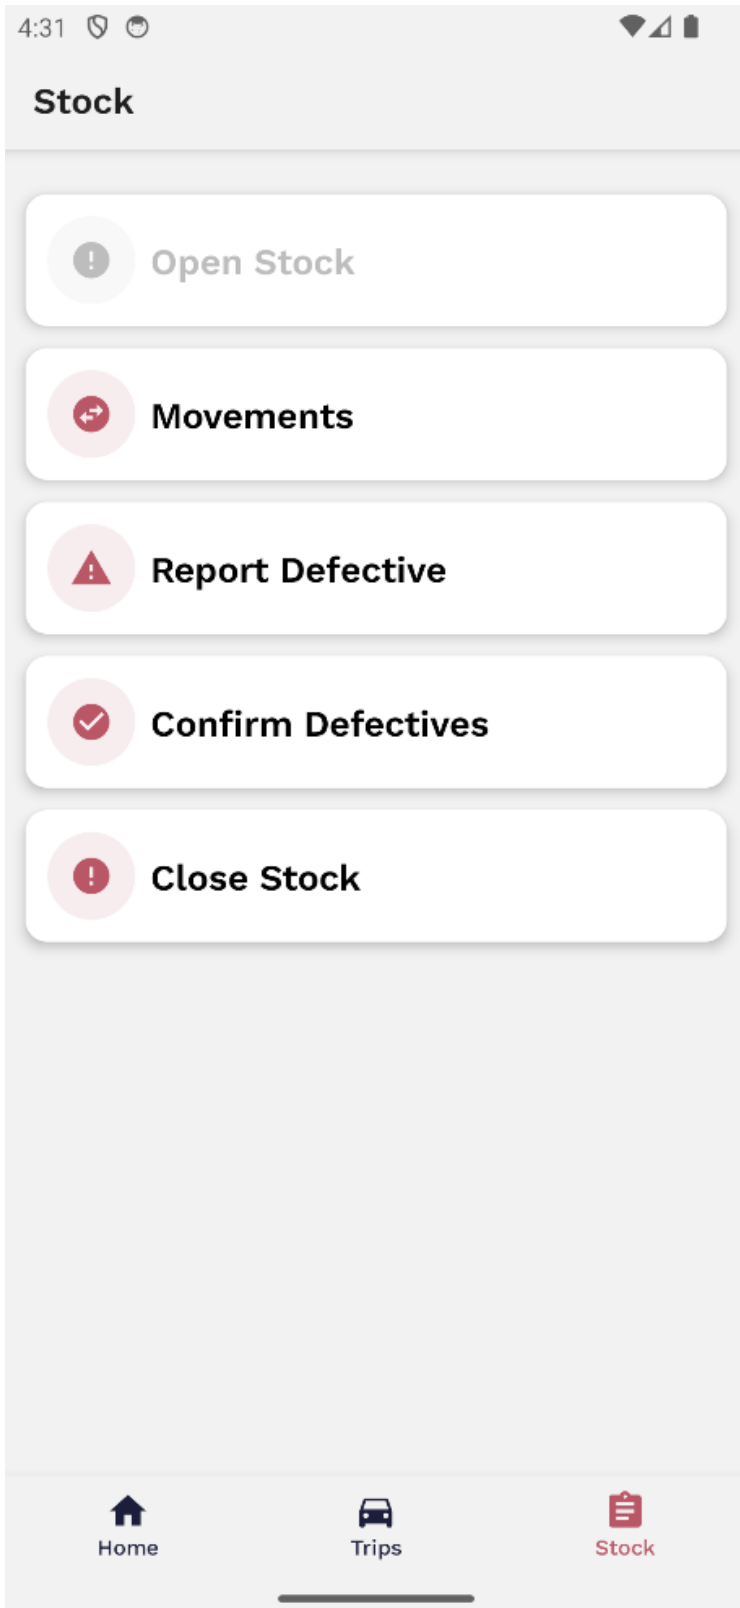 4:31
Stock
Open Stock
Movements
Report Defective
Confirm Defectives
Close Stock
Home
Trips
Stock